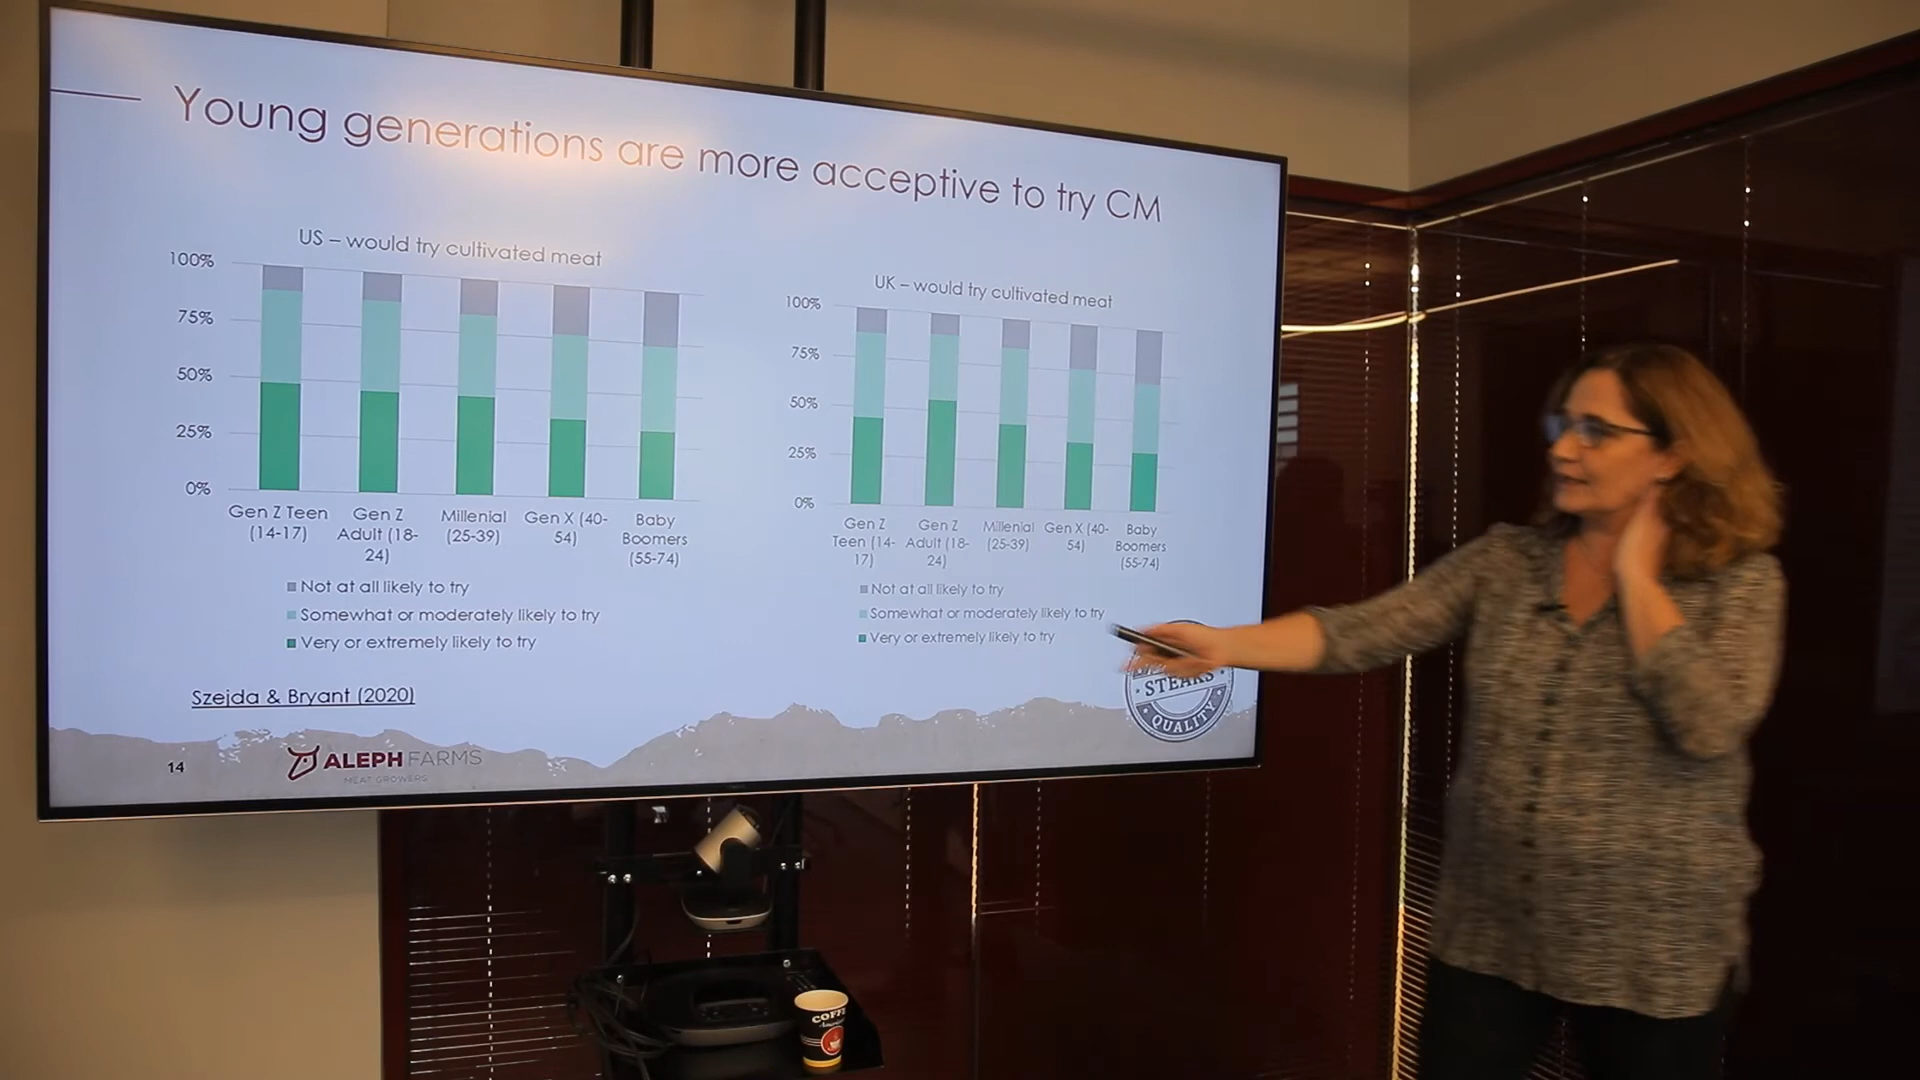 Young generations are more acceptive to try CM
US – would try cultivated meat
100%
75%
50%
25%
0%
Gen Z Teen
(14-17)
Gen Z
Adult (18-
24)
Millenial
(25-39)
Gen X (40-
54)
Baby
Boomers
(55-74)
Not at all likely to try
Somewhat or moderately likely to try
Very or extremely likely to try
UK – would try cultivated meat
100%
75%
50%
25%
0%
Gen Z
Teen (14-
17)
Gen Z
Adult (18-
24)
Millenial
(25-39)
Gen X (40-
54)
Baby
Boomers
(55-74)
Not at all likely to try
Somewhat or moderately likely to try
Very or extremely likely to try
Szejda & Bryant (2020)
STEAKS
QUALITY
14
ALEPH FARMS
MEAT GROWERS